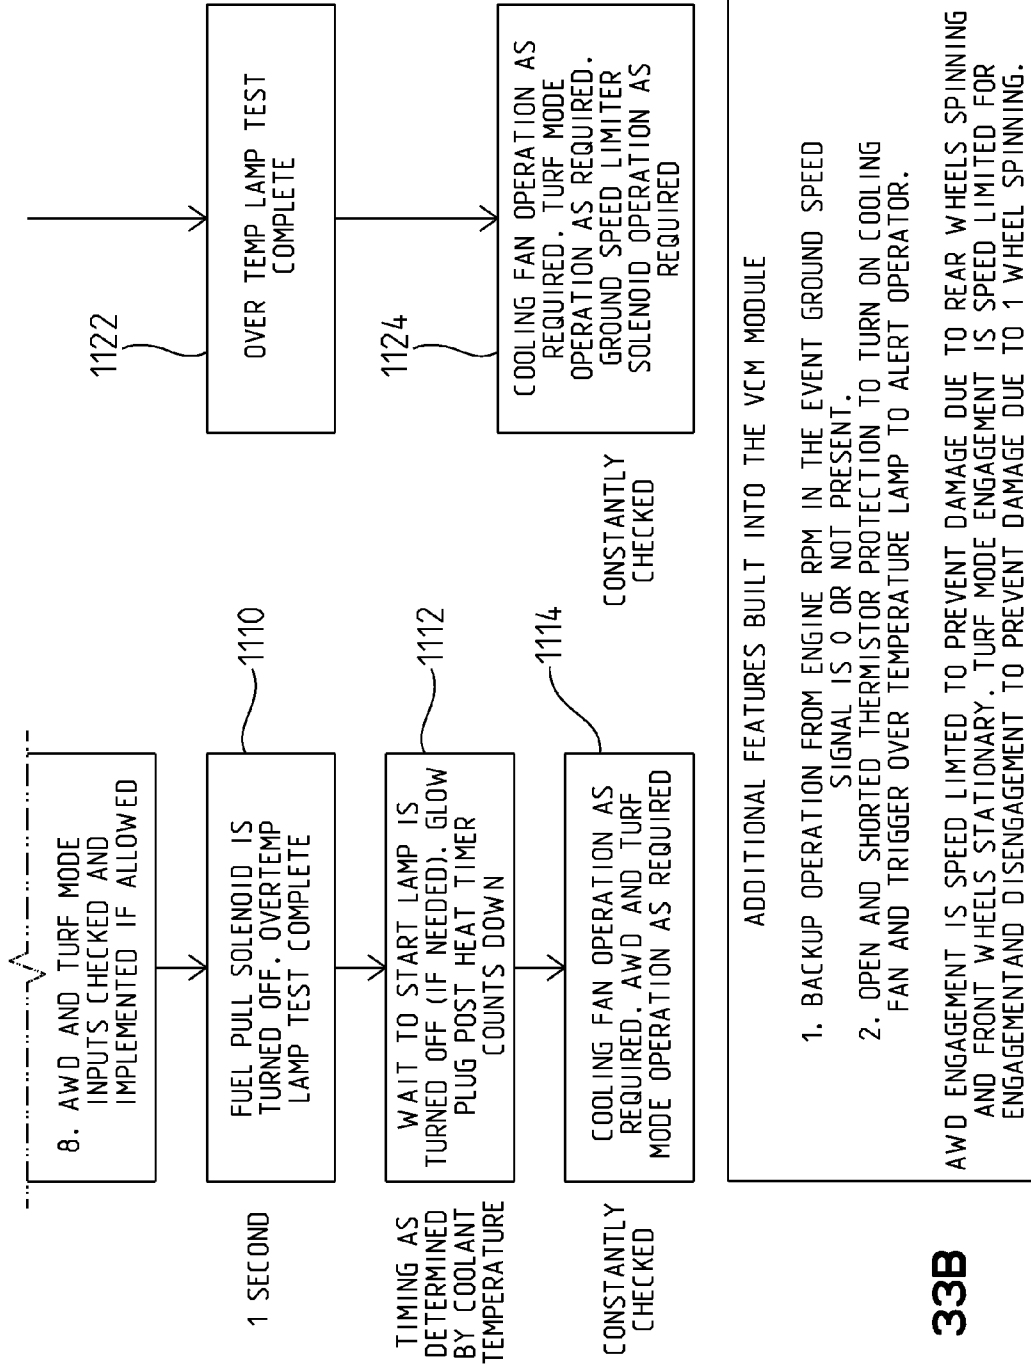 8. AWD AND TURF MODE
INPUTS CHECKED AND
IMPLEMENTED IF ALLOWED
1 SECOND
FUEL PULL SOLENOID IS
TURNED OFF. OVERTEMP
LAMP TEST COMPLETE
1110
TIMING AS
DETERMINED
BY COOLANT
TEMPERATURE
WAIT TO START LAMP IS
TURNED OFF (IF NEEDED). GLOW
PLUG POST HEAT TIMER
COUNTS DOWN
1112
CONSTANTLY
CHECKED
COOLING FAN OPERATION AS
REQUIRED. AWD AND TURF
MODE OPERATION AS REQUIRED
1114
1122
OVER TEMP LAMP TEST
COMPLETE
1124
CONSTANTLY
CHECKED
COOLING FAN OPERATION AS
REQUIRED. TURF MODE
OPERATION AS REQUIRED.
GROUND SPEED LIMITER
SOLENOID OPERATION AS
REQUIRED
ADDITIONAL FEATURES BUILT INTO THE VCM MODULE
1. BACKUP OPERATION FROM ENGINE RPM IN THE EVENT GROUND SPEED
SIGNAL IS 0 OR NOT PRESENT.
2. OPEN AND SHORTED THERMISTOR PROTECTION TO TURN ON COOLING
FAN AND TRIGGER OVER TEMPERATURE LAMP TO ALERT OPERATOR.
AWD ENGAGEMENT IS SPEED LIMTED TO PREVENT DAMAGE DUE TO REAR WHEELS SPINNING
AND FRONT WHEELS STATIONARY. TURF MODE ENGAGEMENT IS SPEED LIMITED FOR
ENGAGEMENTAND DISENGAGEMENT TO PREVENT DAMAGE DUE TO 1 WHEEL SPINNING.
33B